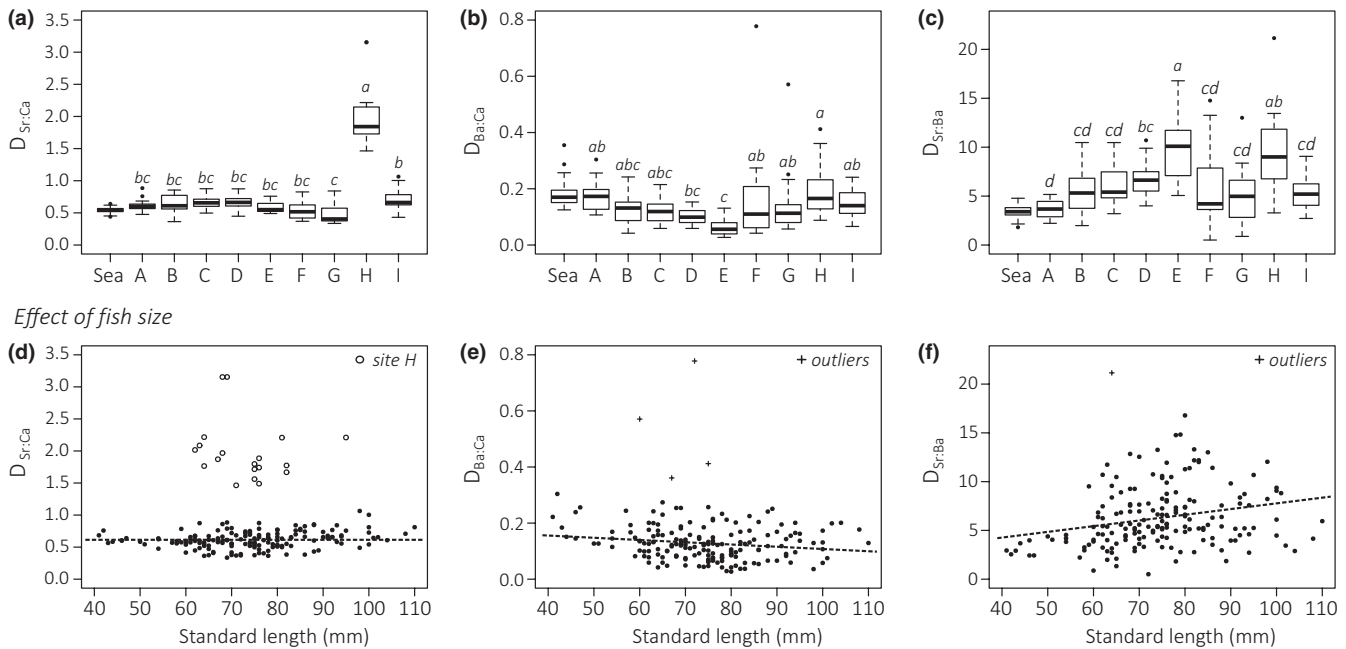 (a)
3.5
3.0
2.5
2.0
1.5
1.0
0.5
0.0
D Sr:Ca
bc bc bc bc bc bc c a b
Sea A B C D E F G H I
(b)
0.8
0.6
0.4
0.2
0.0
D Ba:Ca
ab abc abc bc c ab ab a ab
Sea A B C D E F G H I
(c)
20
15
10
5
0
D Sr:Ba
d cd cd bc a cd cd ab cd
Sea A B C D E F G H I
Effect of fish size
(d)
site H
3.5
3.0
2.5
2.0
1.5
1.0
0.5
0.0
D Sr:Ca
40 50 60 70 80 90 100 110
Standard length (mm)
(e)
outliers
0.8
0.6
0.4
0.2
0.0
D Ba:Ca
40 50 60 70 80 90 100 110
Standard length (mm)
(f)
outliers
20
15
10
5
0
D Sr:Ba
40 50 60 70 80 90 100 110
Standard length (mm)